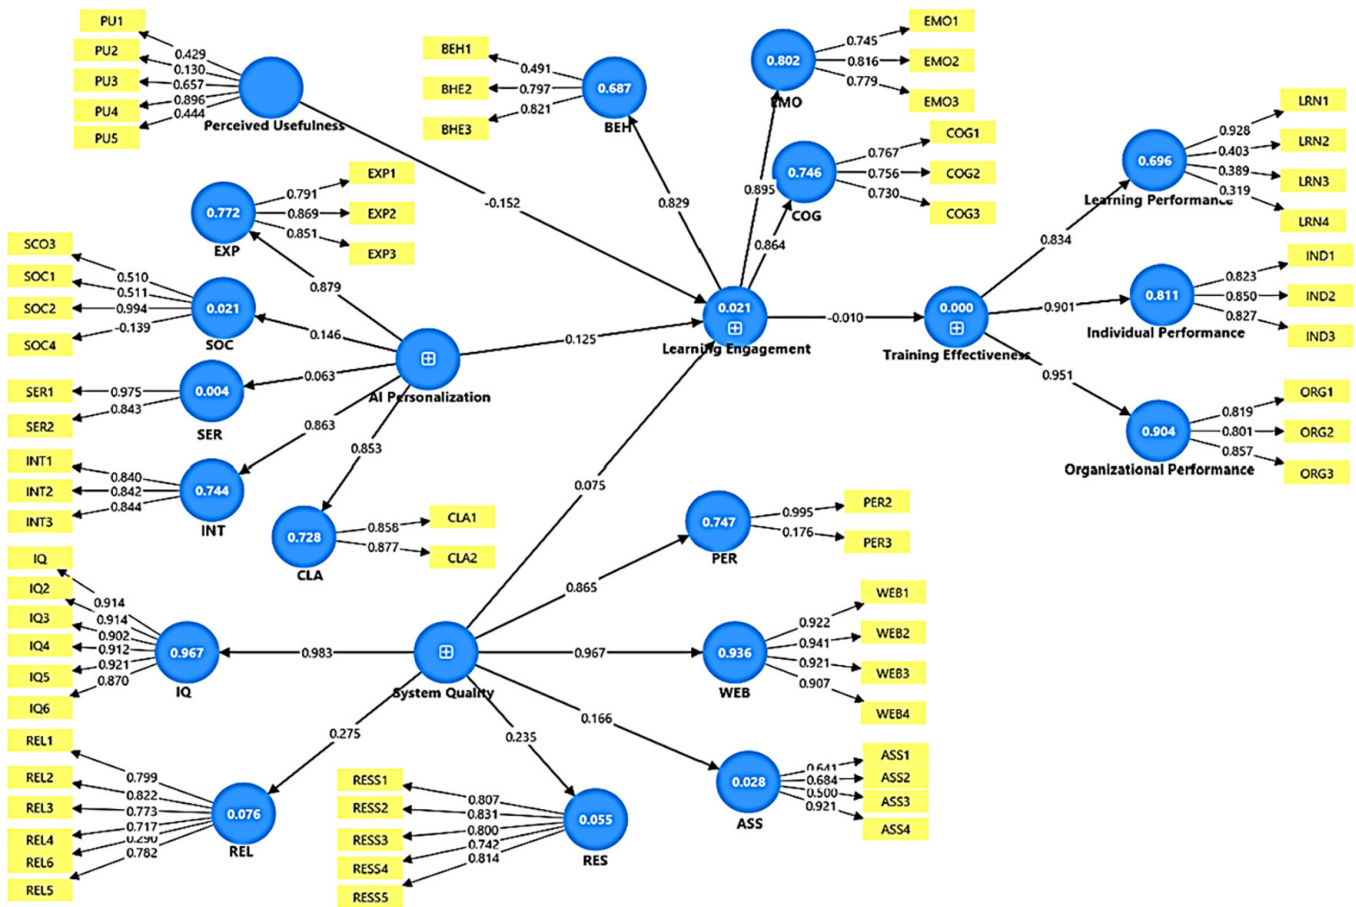 PU1
PU2
PU3
PU4
PU5
0.429
0.130
0.657
0.896
0.444
Perceived Usefulness
BEH1
BHE2
BHE3
0.491
0.797
0.821
0.687
BEH
0.802
EMO
0.745
0.816
0.779
EMO1
EMO2
EMO3
0.746
COG
0.767
0.756
0.730
COG1
COG2
COG3
LRN1
LRN2
LRN3
LRN4
0.928
0.403
0.389
0.319
0.696
Learning Performance
EXP1
EXP2
EXP3
0.791
0.869
0.851
0.772
EXP
-0.152
0.829
0.895
0.864
0.834
SCO3
SOC1
SOC2
SOC4
0.510
0.511
0.994
-0.139
0.021
SOC
0.879
0.146
0.125
0.021
Learning Engagement
-0.010
0.000
Training Effectiveness
0.901
0.811
Individual Performance
0.823
0.850
0.827
IND1
IND2
IND3
AI Personalization
0.063
0.863
0.853
SER1
SER2
0.975
0.843
0.004
SER
0.951
0.904
Organizational Performance
0.819
0.801
0.857
ORG1
ORG2
ORG3
INT1
INT2
INT3
0.840
0.842
0.844
0.744
INT
0.728
CLA
0.858
0.877
CLA1
CLA2
0.075
0.747
PER
0.995
0.176
PER2
PER3
0.865
IQ
IQ2
IQ3
IQ4
IQ5
IQ6
0.914
0.914
0.902
0.912
0.921
0.870
0.967
IQ
0.983
System Quality
0.967
0.936
WEB
0.922
0.941
0.921
0.907
WEB1
WEB2
WEB3
WEB4
0.275
0.235
0.166
REL1
REL2
REL3
REL4
REL6
REL5
0.799
0.822
0.773
0.717
0.290
0.782
0.076
REL
RESS1
RESS2
RESS3
RESS4
RESS5
0.807
0.831
0.800
0.742
0.814
0.055
RES
0.028
ASS
0.641
0.684
0.500
0.921
ASS1
ASS2
ASS3
ASS4